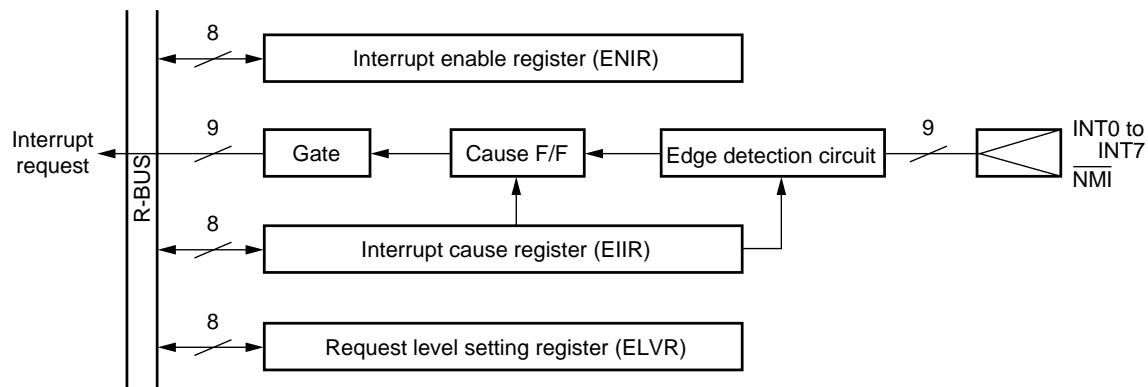 8
Interrupt enable register (ENIR)
Interrupt
request
9
Gate
Cause F/F
Edge detection circuit
9
INT0 to
INT7
NMI
R-BUS
8
Interrupt cause register (EIIR)
8
Request level setting register (ELVR)